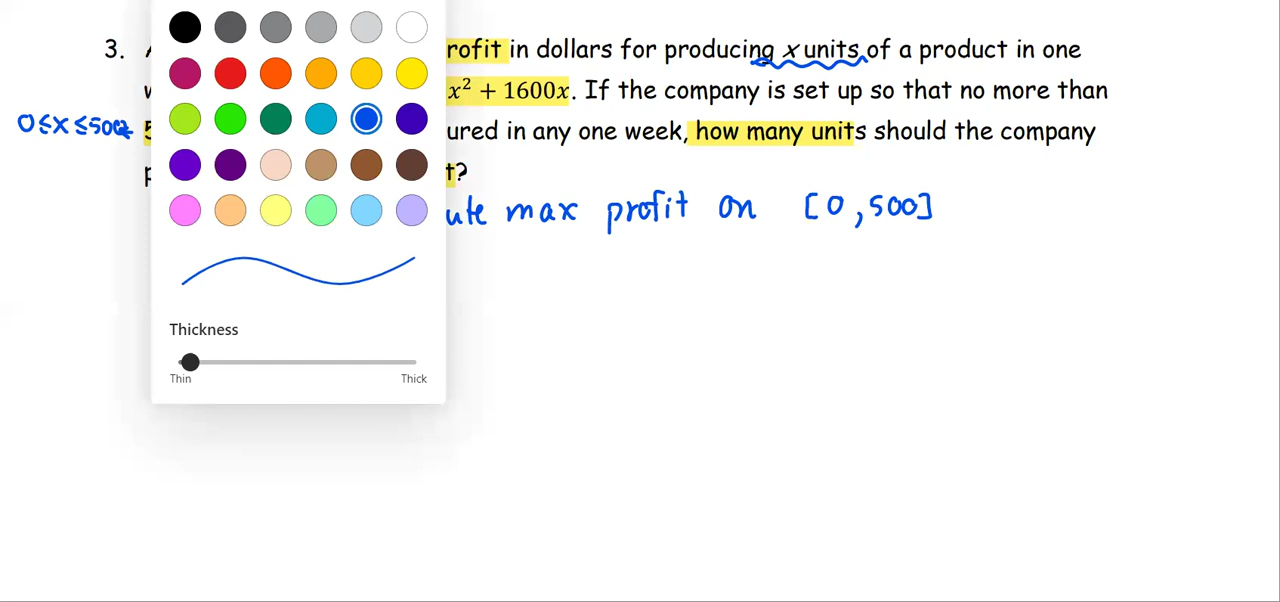 3. rofit in dollars for producing x units of a product in one
x² + 1600x. If the company is set up so that no more than
0≤x≤500 5 ured in any one week, how many units should the company
p t?
ute max profit on [0,500]
Thickness
Thin Thick